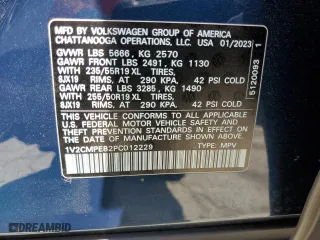 MFD BY VOLKSWAGEN GROUP OF AMERICA
CHATTANOOGA OPERATIONS, LLC. USA 01/2023
GVWR LBS 5666, KG 2570
GAWR FRONT LBS 2491, KG 1130
WITH 235/55R19 XL TIRES,
8JX19 RIMS, AT 290 KPA, 42 PSI COLD
GAWR REAR LBS 3285, KG 1490
WITH 255/50R19 XL TIRES,
8JX19 RIMS, AT 290 KPA, 42 PSI COLD
THIS VEHICLE CONFORMS TO ALL APPLICABLE
FEDERAL MOTOR VEHICLE SAFETY AND THEFT
PREVENTION STANDARDS IN EFFECT ON THE
DATE OF MANUFACTURE SHOWN ABOVE.
1V2CMPE82PC012229 TYPE: MPV
5120093 1